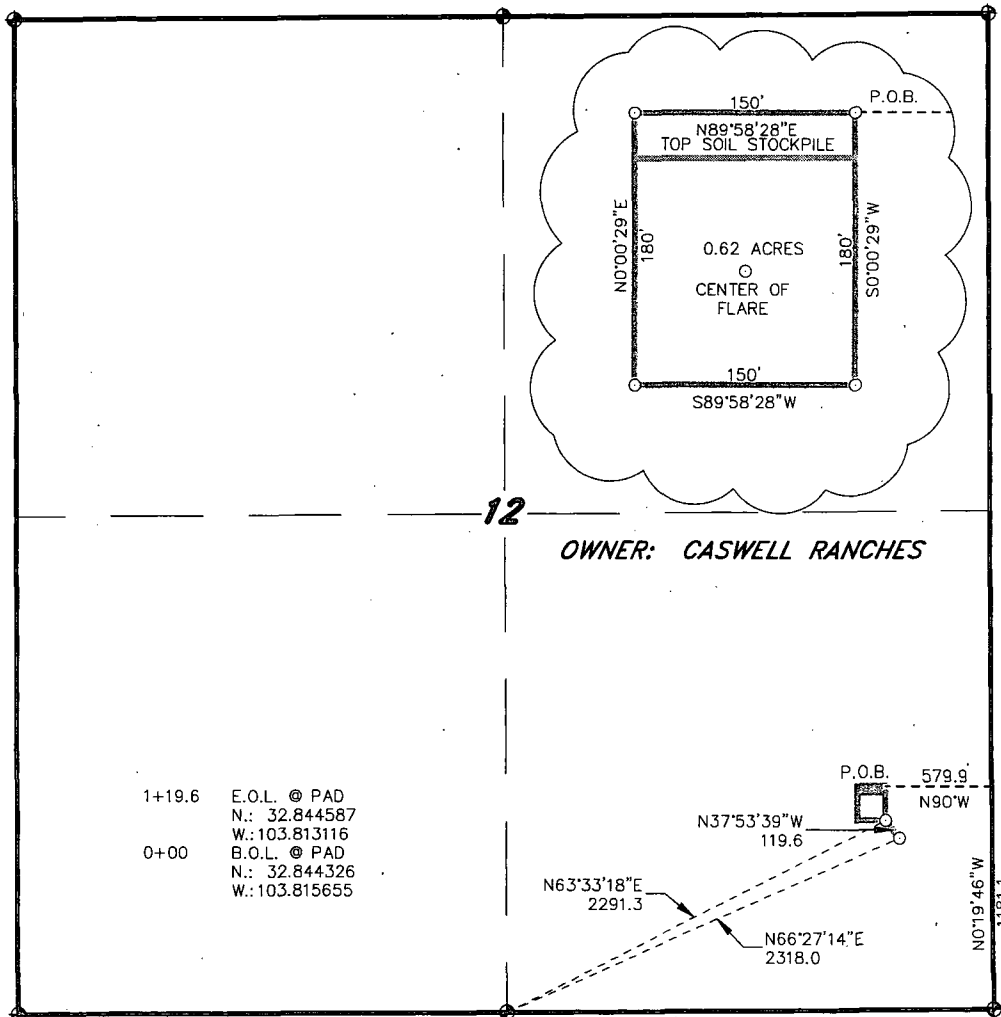 150'
P.O.B.
N89°58'28"E
TOP SOIL STOCKPILE
N0°00'29"E
180'
0.62 ACRES
CENTER OF
FLARE
180'
S0°00'29"W
150'
S89°58'28"W
12
OWNER: CASWELL RANCHES
P.O.B.
579.9'
N90°W
1+19.6 E.O.L. @ PAD
N.: 32.844587
W.: 103.813116
0+00 B.O.L. @ PAD
N.: 32.844326
W.: 103.815655
N37°53'39"W
119.6
N63°33'18"E
2291.3
N66°27'14"E
2318.0
N0°19'46"W